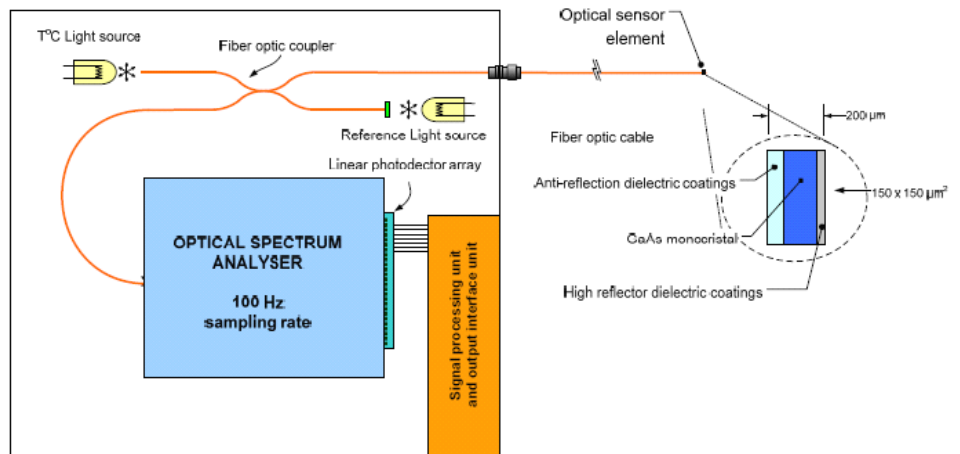 T°C Light source
Fiber optic coupler
Reference Light source
Linear photodector array
OPTICAL SPECTRUM
ANALYSER
100 Hz
sampling rate
Signal processing unit
and output interface unit
Optical sensor
element
Fiber optic cable
200 µm
Anti-reflection dielectric coatings
150 x 150 µm²
GaAs monocristal
High reflector dielectric coatings